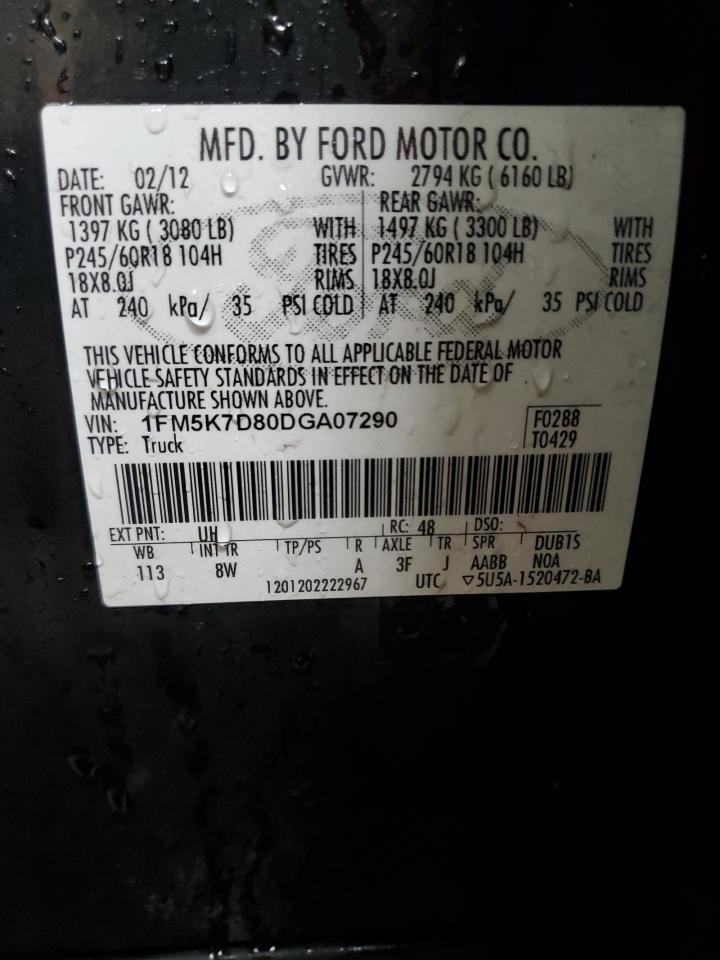 MFD. BY FORD MOTOR CO.
DATE: 02/12 GVWR: 2794 KG ( 6160 LB)
FRONT GAWR: REAR GAWR:
1397 KG ( 3080 LB) WITH 1497 KG ( 3300 LB) WITH
P245/60R18 104H TIRES P245/60R18 104H TIRES
18X8.0J RIMS 18X8.0J RIMS
AT 240 kPa/ 35 PSI COLD AT 240 kPa/ 35 PSI COLD
THIS VEHICLE CONFORMS TO ALL APPLICABLE FEDERAL MOTOR
VEHICLE SAFETY STANDARDS IN EFFECT ON THE DATE OF
MANUFACTURE SHOWN ABOVE.
VIN: 1FM5K7D80DGA07290 F0288
TYPE: Truck T0429
EXT PNT: UH RC: 48 DSO:
WB INT TR TP/PS R AXLE TR SPR DUB1S
113 8W A 3F J AABB N0A
1201202222967 UTC ▽5U5A-1520472-BA